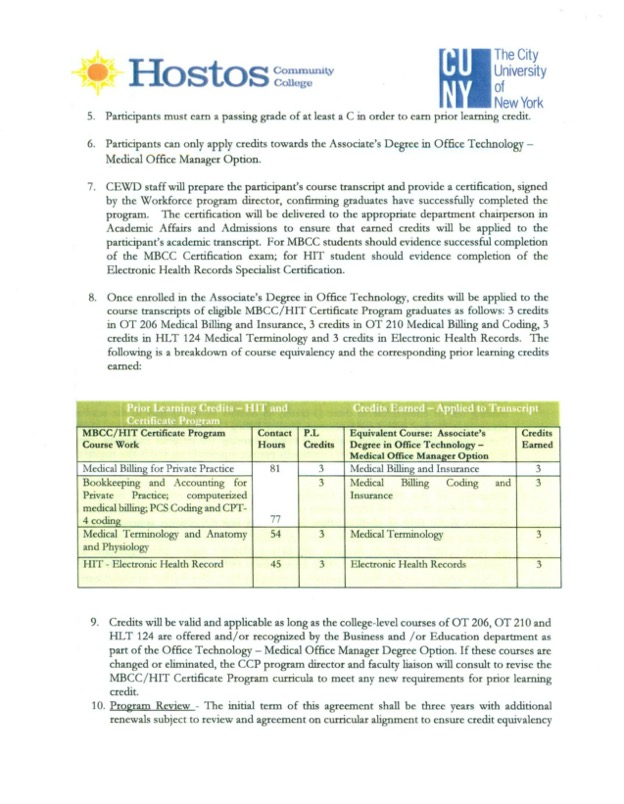 Hostos Community College
CU NY The City University of New York
5. Participants must earn a passing grade of at least a C in order to earn prior learning credit.
6. Participants can only apply credits towards the Associate's Degree in Office Technology –
Medical Office Manager Option.
7. CEWD staff will prepare the participant's course transcript and provide a certification, signed
by the Workforce program director, confirming graduates have successfully completed the
program. The certification will be delivered to the appropriate department chairperson in
Academic Affairs and Admissions to ensure that earned credits will be applied to the
participant's academic transcript. For MBCC students should evidence successful completion
of the MBCC Certification exam; for HIT student should evidence completion of the
Electronic Health Records Specialist Certification.
8. Once enrolled in the Associate's Degree in Office Technology, credits will be applied to the
course transcripts of eligible MBCC/HIT Certificate Program graduates as follows: 3 credits
in OT 206 Medical Billing and Insurance, 3 credits in OT 210 Medical Billing and Coding, 3
credits in HLT 124 Medical Terminology and 3 credits in Electronic Health Records. The
following is a breakdown of course equivalency and the corresponding prior learning credits
earned:
Prior Learning Credits – HIT and Credits Earned – Applied to Transcript
Certificate Program
MBCC/HIT Certificate Program Contact P.L Equivalent Course: Associate's Credits
Course Work Hours Credits Degree in Office Technology – Earned
Medical Office Manager Option
Medical Billing for Private Practice 81 3 Medical Billing and Insurance 3
Bookkeeping and Accounting for 3 Medical Billing Coding and 3
Private Practice; computerized Insurance
medical billing; PCS Coding and CPT-
4 coding 77
Medical Terminology and Anatomy 54 3 Medical Terminology 3
and Physiology
HIT - Electronic Health Record 45 3 Electronic Health Records 3
9. Credits will be valid and applicable as long as the college-level courses of OT 206, OT 210 and
HLT 124 are offered and/or recognized by the Business and /or Education department as
part of the Office Technology – Medical Office Manager Degree Option. If these courses are
changed or eliminated, the CCP program director and faculty liaison will consult to revise the
MBCC/HIT Certificate Program curricula to meet any new requirements for prior learning
credit.
10. Program Review - The initial term of this agreement shall be three years with additional
renewals subject to review and agreement on curricular alignment to ensure credit equivalency